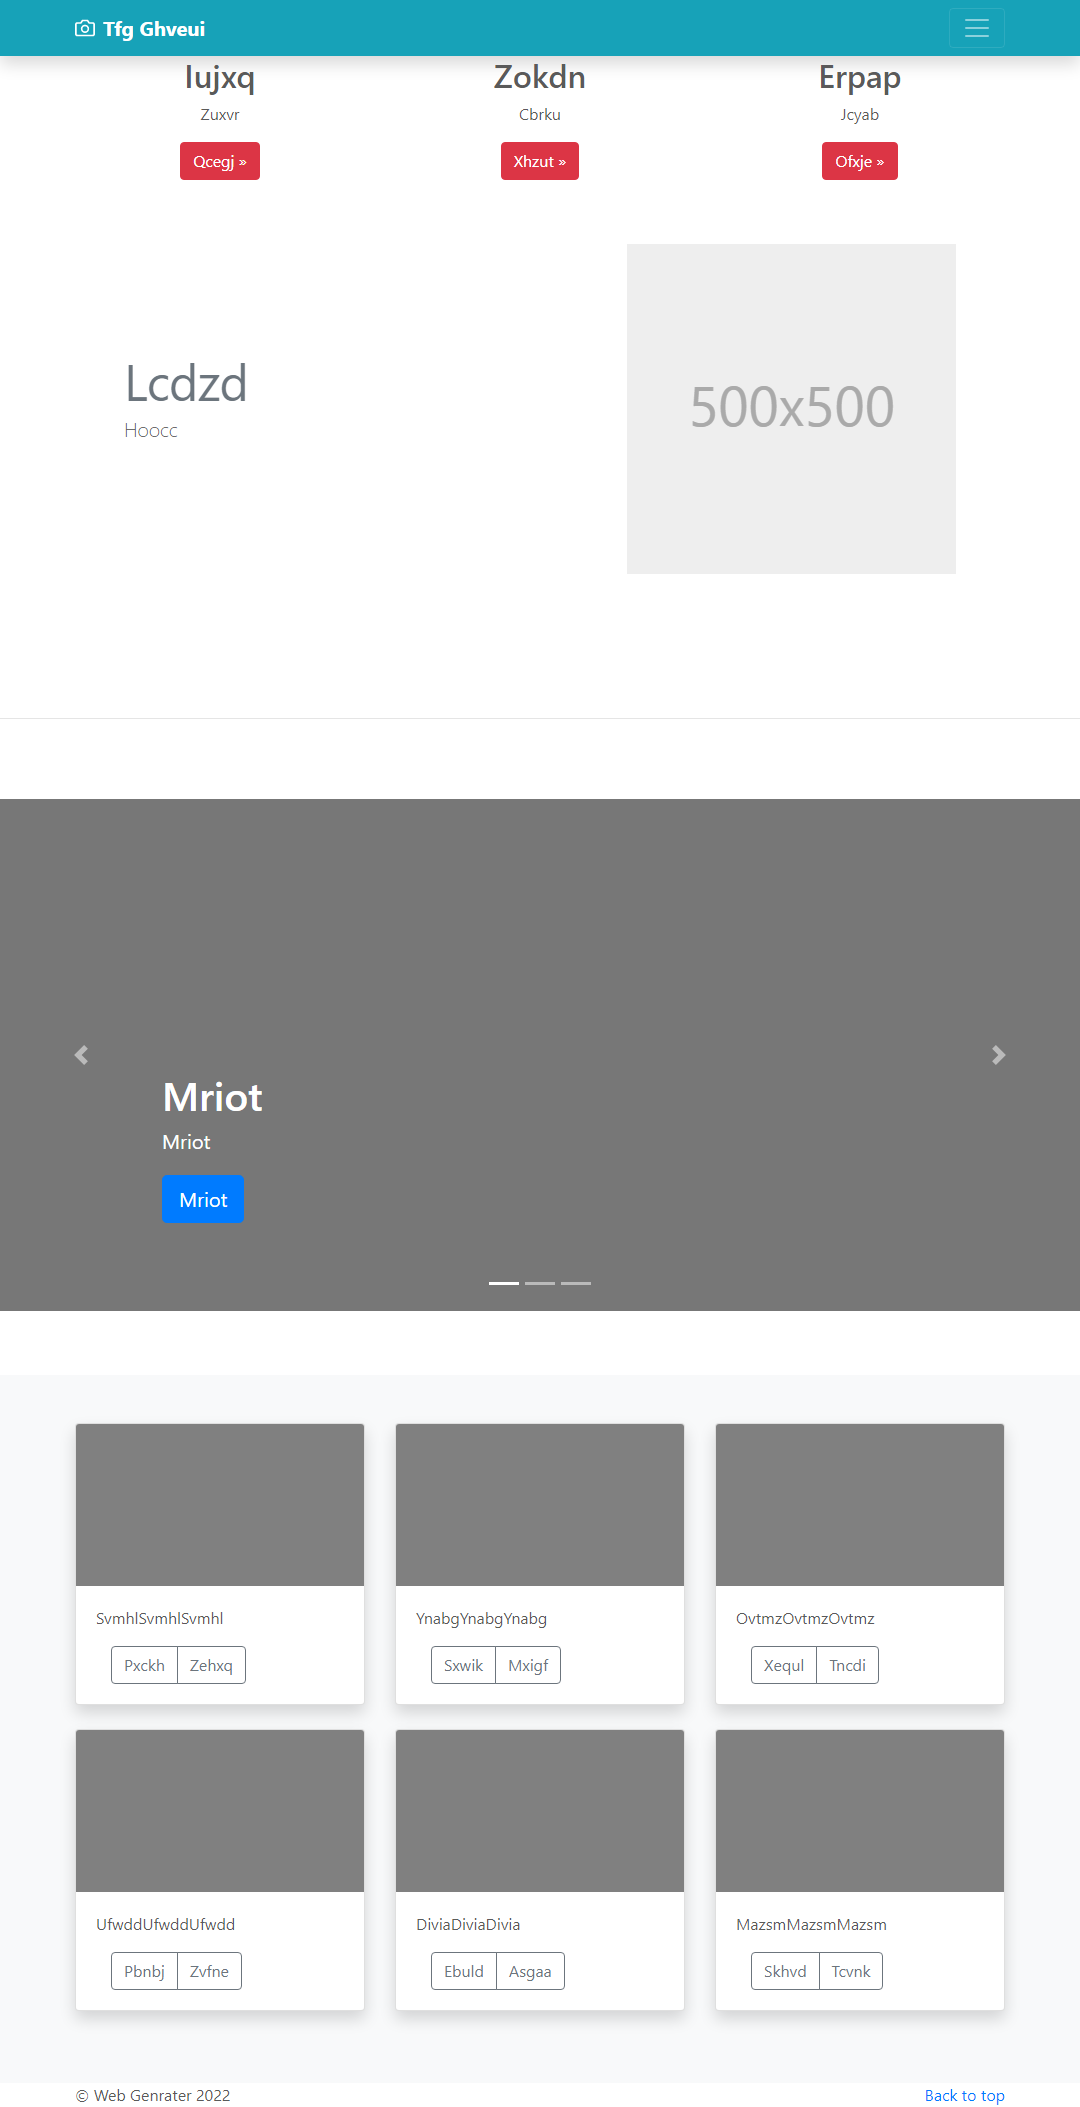 Tfg Ghveui
Iujxq
Zokdn
Erpap
Zuxvr
Cbrku
Jcyab
Qcegj »
Xhzut »
Ofxje »
Lcdzd
Hoocc
500x500
Mriot
Mriot
Mriot
SvmhlSvmhlSvmhl
YnabgYnabgYnabg
OvtmzOvtmzOvtmz
Pxckh Zehxq
Sxwik Mxigf
Xequl Tncdi
UfwddUfwddUfwdd
DiviaDiviaDivia
MazsmMazsmMazsm
Pbnbj Zvfne
Ebuld Asgaa
Skhvd Tcvnk
© Web Genrater 2022
Back to top